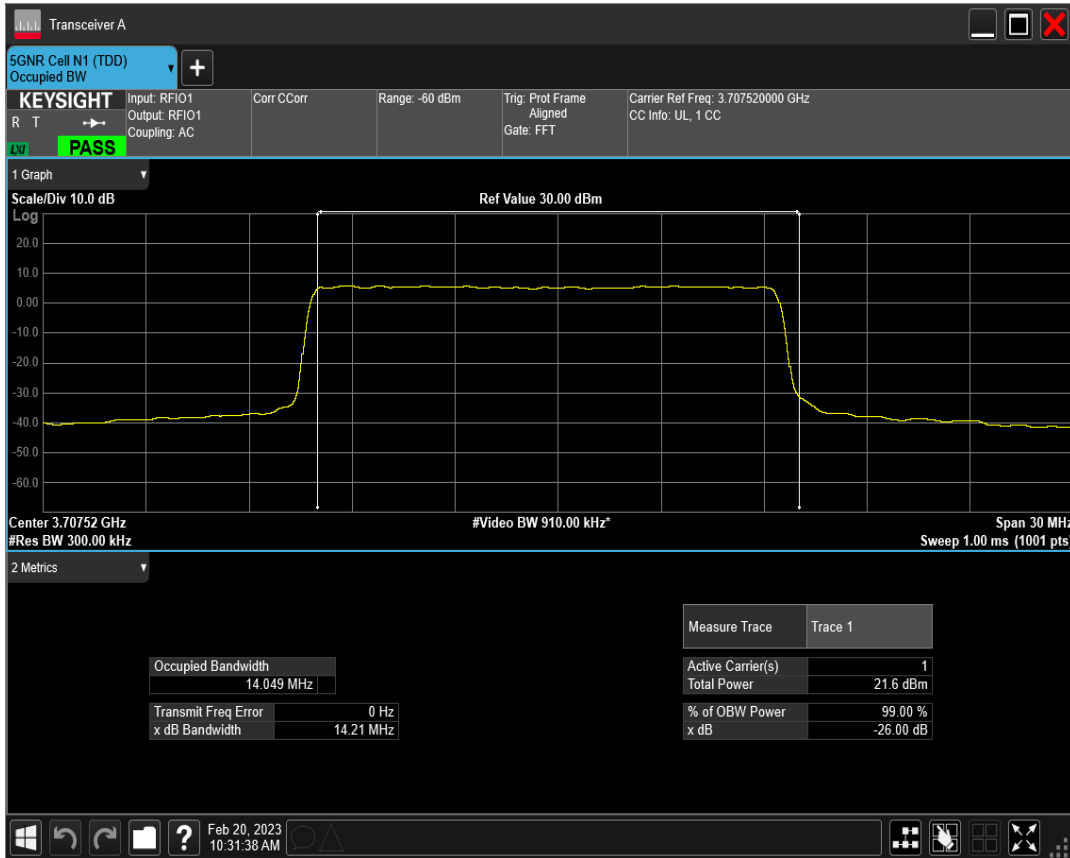 Transceiver A
5GNR Cell N1 (TDD)
Occupied BW
+
KEYSIGHT
R T
LXI
PASS
Input: RFIO1
Output: RFIO1
Coupling: AC
Corr CCorr
Range: -60 dBm
Trig: Prot Frame
Aligned
Gate: FFT
Carrier Ref Freq: 3.707520000 GHz
CC Info: UL, 1 CC
1 Graph
Scale/Div 10.0 dB
Ref Value 30.00 dBm
Log
20.0
10.0
0.00
-10.0
-20.0
-30.0
-40.0
-50.0
-60.0
Center 3.70752 GHz
#Video BW 910.00 kHz*
Span 30 MHz
#Res BW 300.00 kHz
Sweep 1.00 ms (1001 pts)
2 Metrics
Measure Trace Trace 1
Occupied Bandwidth
14.049 MHz
Transmit Freq Error 0 Hz
x dB Bandwidth 14.21 MHz
Active Carrier(s) 1
Total Power 21.6 dBm
% of OBW Power 99.00 %
x dB -26.00 dB
?
Feb 20, 2023
10:31:38 AM